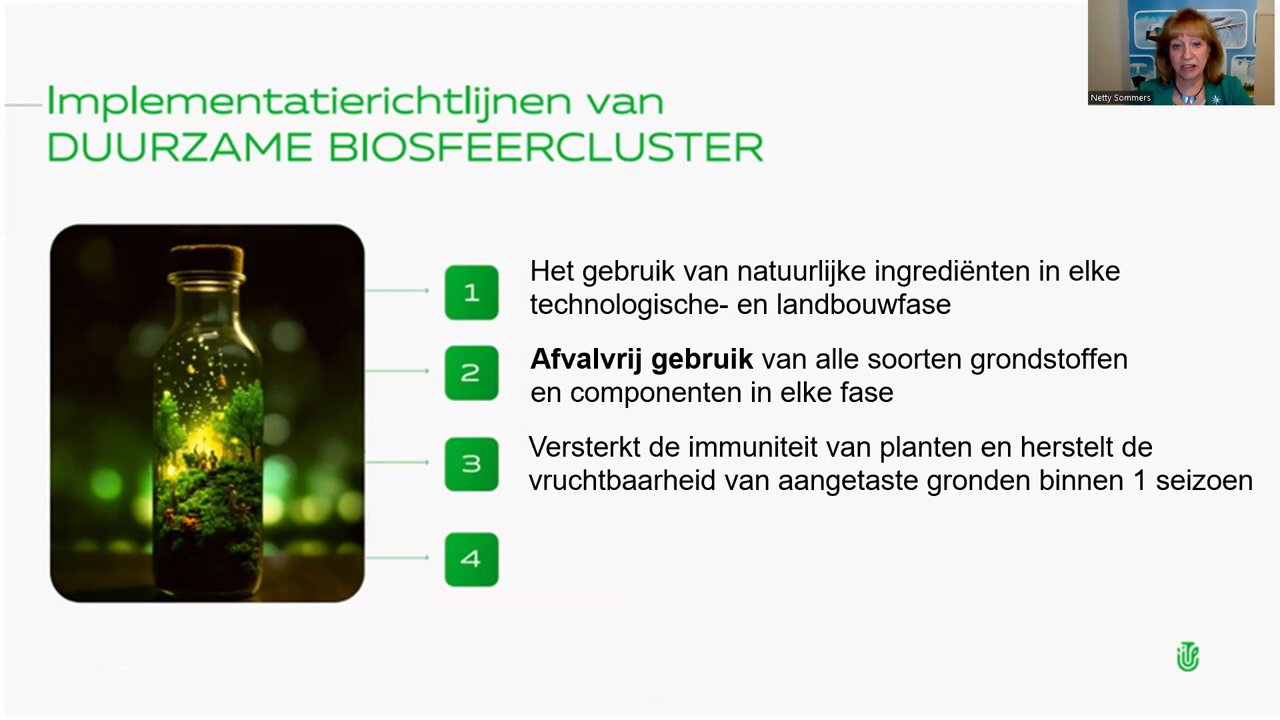 Netty Sommers
Implementatierichtlijnen van
DUURZAME BIOSFEERCLUSTER
1
Het gebruik van natuurlijke ingrediënten in elke
technologische- en landbouwfase
2
Afvalvrij gebruik van alle soorten grondstoffen
en componenten in elke fase
3
Versterkt de immuniteit van planten en herstelt de
vruchtbaarheid van aangetaste gronden binnen 1 seizoen
4